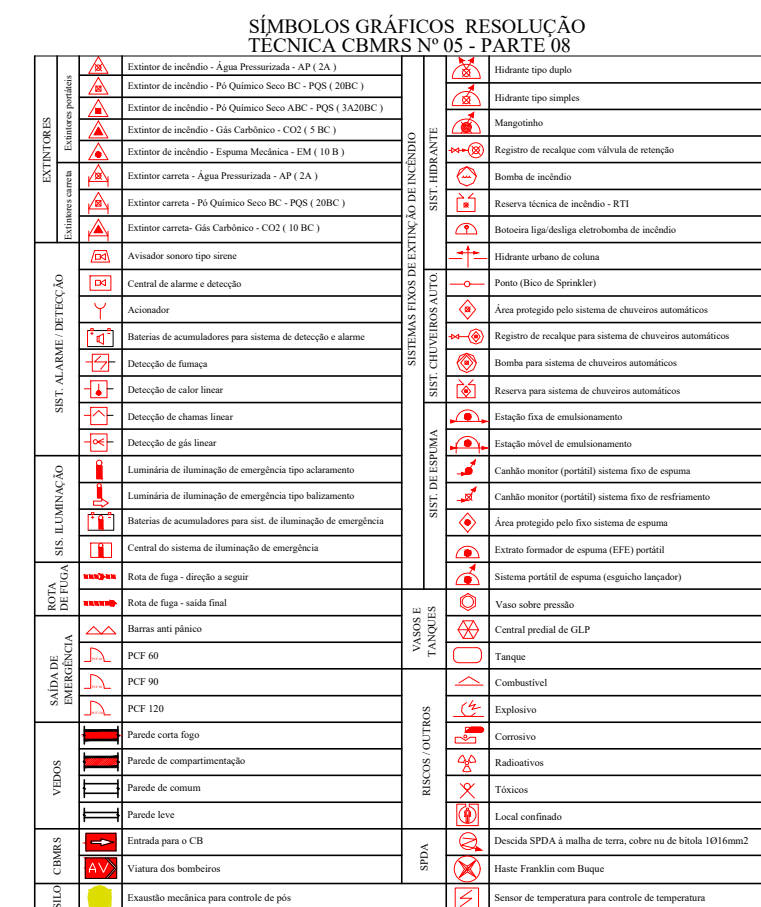 SÍMBOLOS GRÁFICOS RESOLUÇÃO
TÉCNICA CBMRS Nº 05 - PARTE 08
EXTINTORES
Extintores portáteis
Extintor de incêndio - Água Pressurizada - AP ( 2A )
Extintor de incêndio - Pó Químico Seco BC - PQS ( 20BC )
Extintor de incêndio - Pó Químico Seco ABC - PQS ( 3A20BC )
Extintor de incêndio - Gás Carbônico - CO2 ( 5 BC )
Extintor de incêndio - Espuma Mecânica - EM ( 10 B )
Extintores carreta
Extintor carreta - Água Pressurizada - AP ( 2A )
Extintor carreta - Pó Químico Seco BC - PQS ( 20BC )
Extintor carreta- Gás Carbônico - CO2 ( 10 BC )
SIST. ALARME / DETECÇÃO
Avisador sonoro tipo sirene
Central de alarme e detecção
Acionador
Baterias de acumuladores para sistema de detecção e alarme
Detecção de fumaça
Detecção de calor linear
Detecção de chamas linear
Detecção de gás linear
SIS. ILUMINAÇÃO
Luminária de iluminação de emergência tipo aclaramento
Luminária de iluminação de emergência tipo balizamento
Baterias de acumuladores para sist. de iluminação de emergência
Central do sistema de iluminação de emergência
ROTA
DE FUGA
Rota de fuga - direção a seguir
Rota de fuga - saída final
SAÍDA DE
EMERGÊNCIA
Barras anti pânico
PCF 60
PCF 90
PCF 120
VEDOS
Parede corta fogo
Parede de compartimentação
Parede de comum
Parede leve
CBMRS
Entrada para o CB
AV
Viatura dos bombeiros
SILO
Exaustão mecânica para controle de pós
SISTEMAS FIXOS DE EXTINÇÃO DE INCÊNDIO
SIST. HIDRANTE
Hidrante tipo duplo
Hidrante tipo simples
Mangotinho
Registro de recalque com válvula de retenção
Bomba de incêndio
Reserva técnica de incêndio - RTI
Botoeira liga/desliga eletrobomba de incêndio
Hidrante urbano de coluna
SIST. CHUVEIROS AUTO.
Ponto (Bico de Sprinkler)
Área protegido pelo sistema de chuveiros automáticos
Registro de recalque para sistema de chuveiros automáticos
Bomba para sistema de chuveiros automáticos
Reserva para sistema de chuveiros automáticos
SIST. DE ESPUMA
Estação fixa de emulsionamento
Estação móvel de emulsionamento
Canhão monitor (portátil) sistema fixo de espuma
Canhão monitor (portátil) sistema fixo de resfriamento
Área protegido pelo fixo sistema de espuma
Extrato formador de espuma (EFE) portátil
Sistema portátil de espuma (esguicho lançador)
VASOS E
TANQUES
Vaso sobre pressão
Central predial de GLP
Tanque
RISCOS / OUTROS
Combustível
Explosivo
Corrosivo
Radioativos
Tóxicos
Local confinado
SPDA
Descida SPDA à malha de terra, cobre nu de bitola 1Ø16mm2
Haste Franklin com Buque
Sensor de temperatura para controle de temperatura